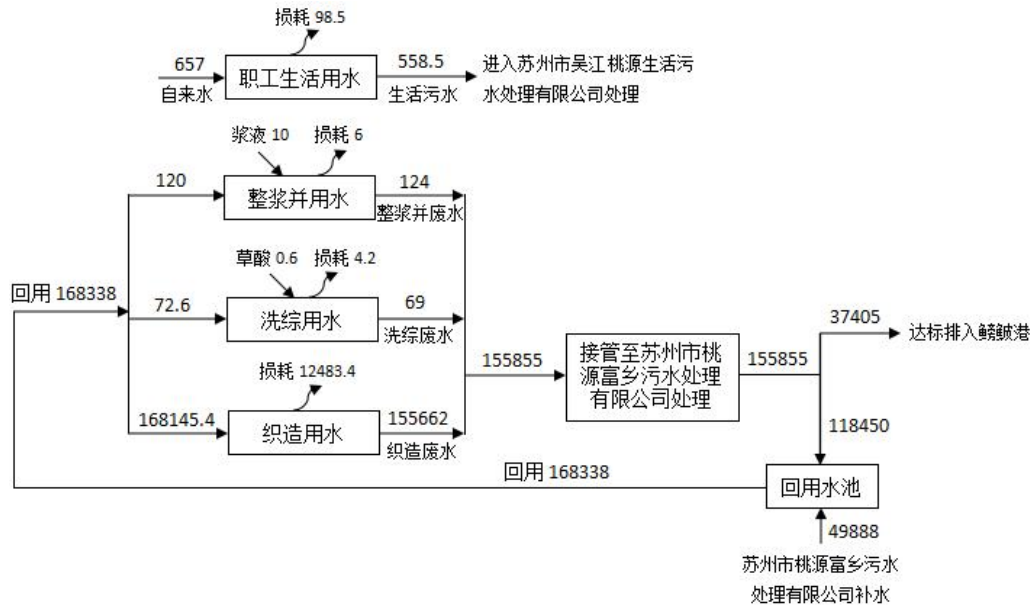 损耗 98.5
657
自来水
职工生活用水
558.5
生活污水
进入苏州市吴江桃源生活污
水处理有限公司处理
浆液 10
损耗 6
120
整浆并用水
124
整浆并废水
草酸 0.6
损耗 4.2
回用 168338
72.6
洗综用水
69
洗综废水
损耗 12483.4
168145.4
织造用水
155662
织造废水
155855
接管至苏州市桃
源富乡污水处理
有限公司处理
155855
37405
达标排入鳑鲏港
118450
回用 168338
回用水池
49888
苏州市桃源富乡污水
处理有限公司补水